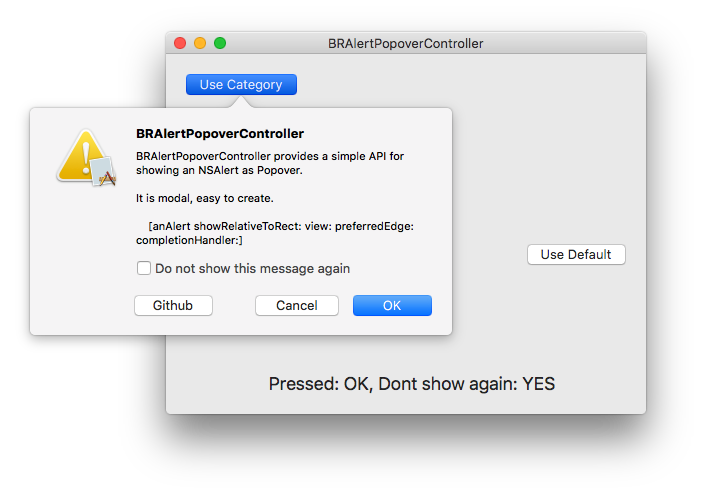 BRAlertPopoverController
Use Category
BRAlertPopoverController
BRAlertPopoverController provides a simple API for
showing an NSAlert as Popover.
It is modal, easy to create.
[anAlert showRelativeToRect: view: preferredEdge:
completionHandler:]
Do not show this message again
Github
Cancel
OK
Use Default
Pressed: OK, Dont show again: YES